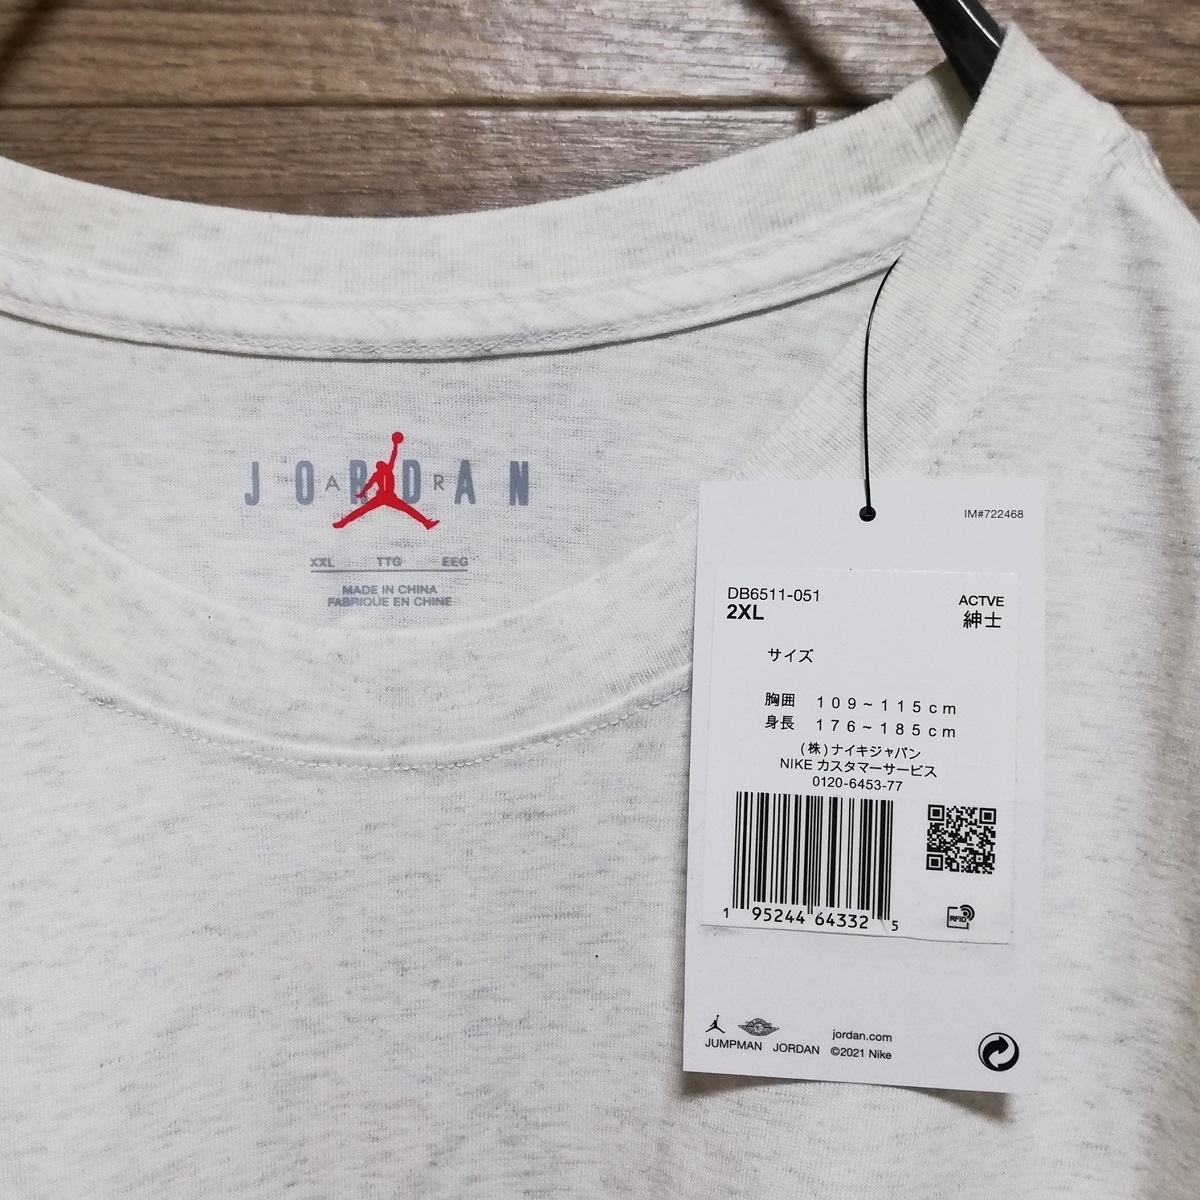 JORDAN
AIR
XXL TTG EEG
MADE IN CHINA
FABRIQUÉ EN CHINE
IM#722468
DB6511-051
2XL
ACTVE
紳士
サイズ
胸囲 109~115cm
身長 176~185cm
(株)ナイキジャパン
NIKE カスタマーサービス
0120-6453-77
1 95244 64332 5
RFID
JUMPMAN JORDAN
jordan.com
©2021 Nike